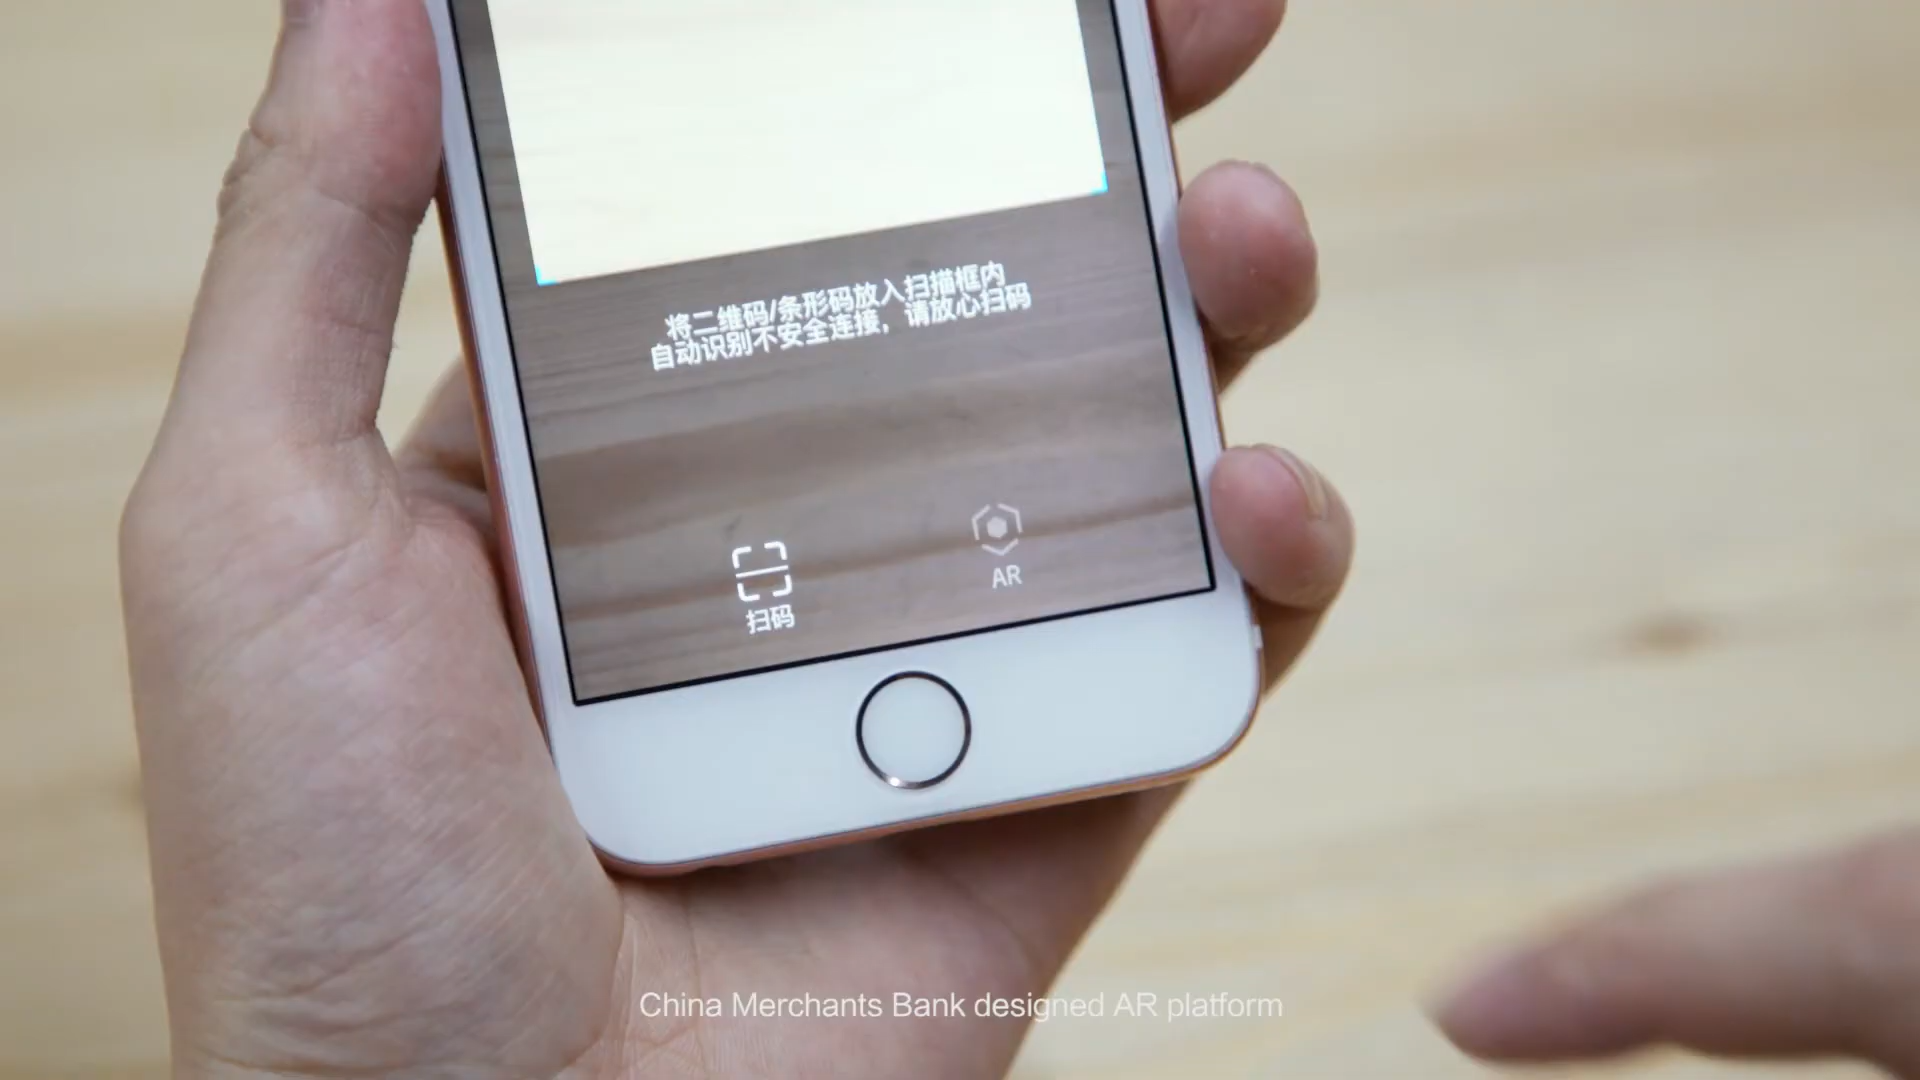 将二维码/条形码放入扫描框内
自动识别不安全连接，请放心扫码
扫码
AR
China Merchants Bank designed AR platform